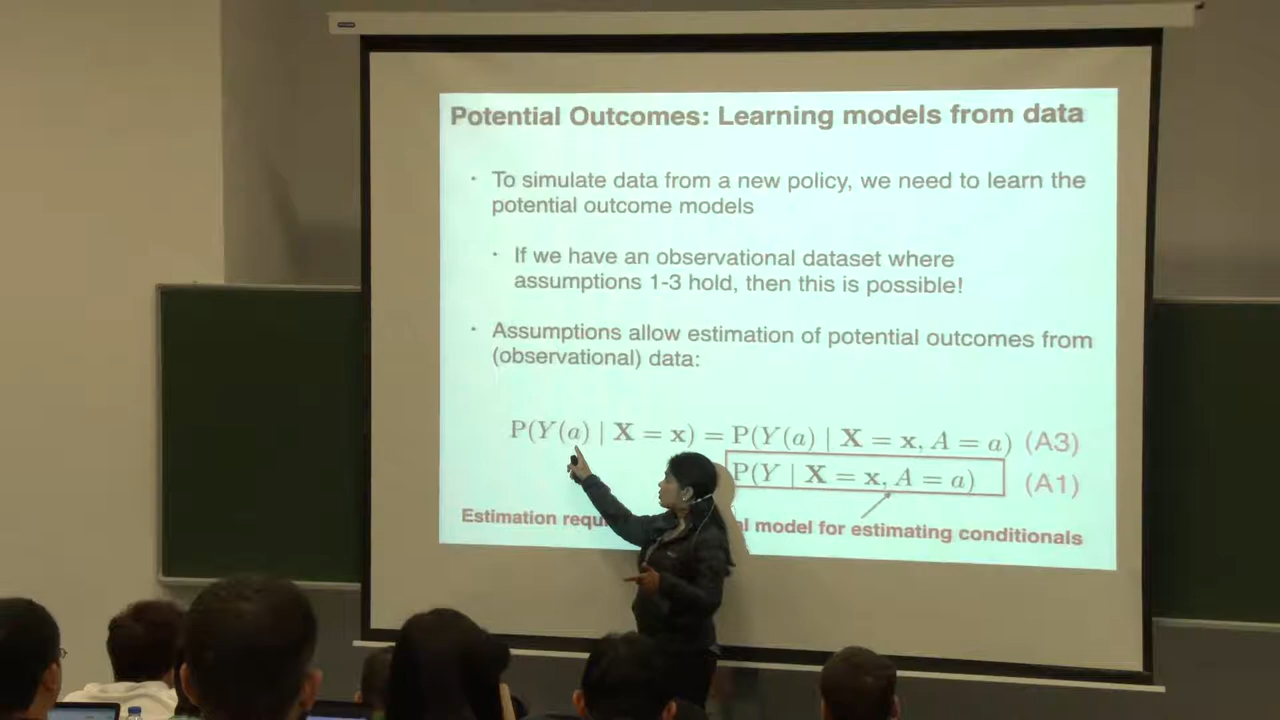 Potential Outcomes: Learning models from data
· To simulate data from a new policy, we need to learn the
potential outcome models
· If we have an observational dataset where
assumptions 1-3 hold, then this is possible!
· Assumptions allow estimation of potential outcomes from
(observational) data:
P(Y(a) | X = x) = P(Y(a) | X = x, A = a) (A3)
P(Y | X = x, A = a) (A1)
Estimation model for estimating conditionals